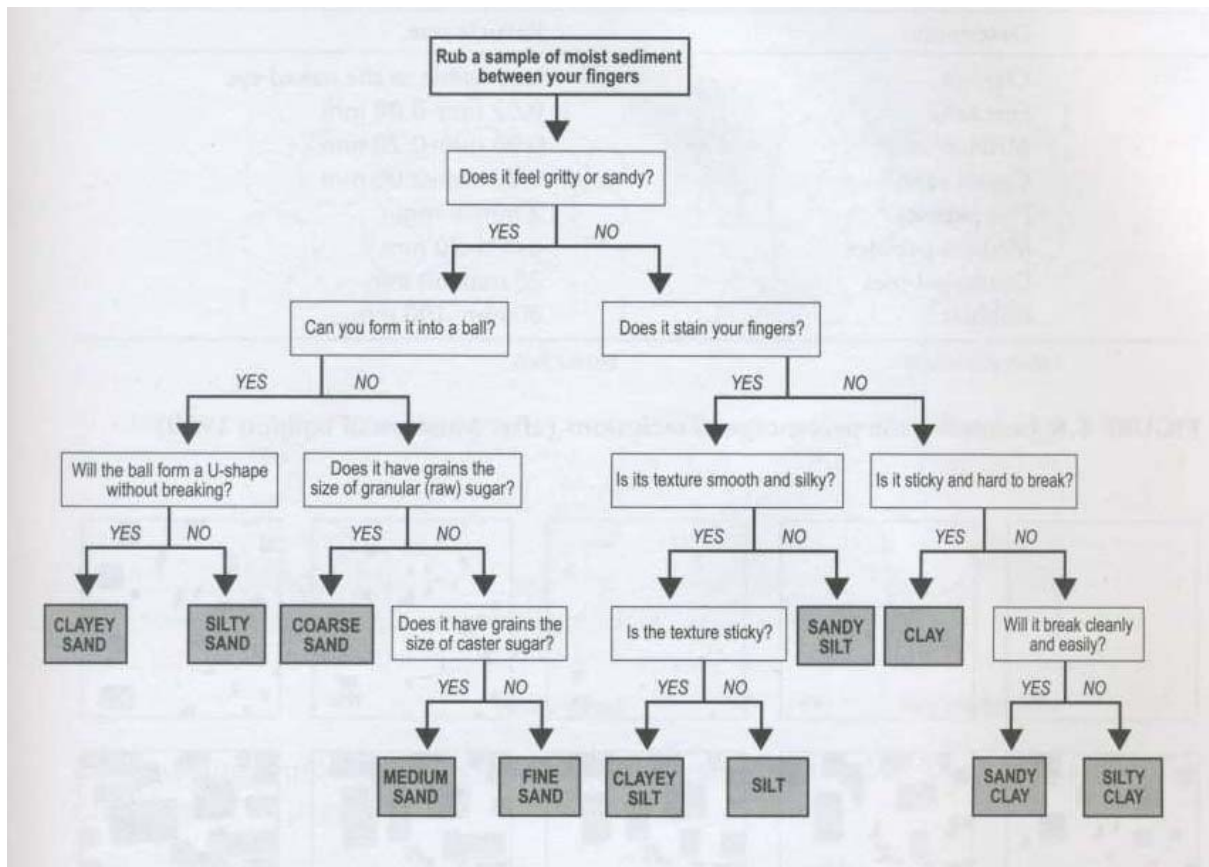 Rub a sample of moist sediment
between your fingers
Does it feel gritty or sandy?
YES
NO
Can you form it into a ball?
Does it stain your fingers?
YES
NO
YES
NO
Will the ball form a U-shape
without breaking?
Does it have grains the
size of granular (raw) sugar?
Is its texture smooth and silky?
Is it sticky and hard to break?
YES
NO
YES
NO
YES
NO
YES
NO
CLAYEY
SAND
SILTY
SAND
COARSE
SAND
Does it have grains the
size of caster sugar?
Is the texture sticky?
SANDY
SILT
CLAY
Will it break cleanly
and easily?
YES
NO
YES
NO
YES
NO
MEDIUM
SAND
FINE
SAND
CLAYEY
SILT
SILT
SANDY
CLAY
SILTY
CLAY